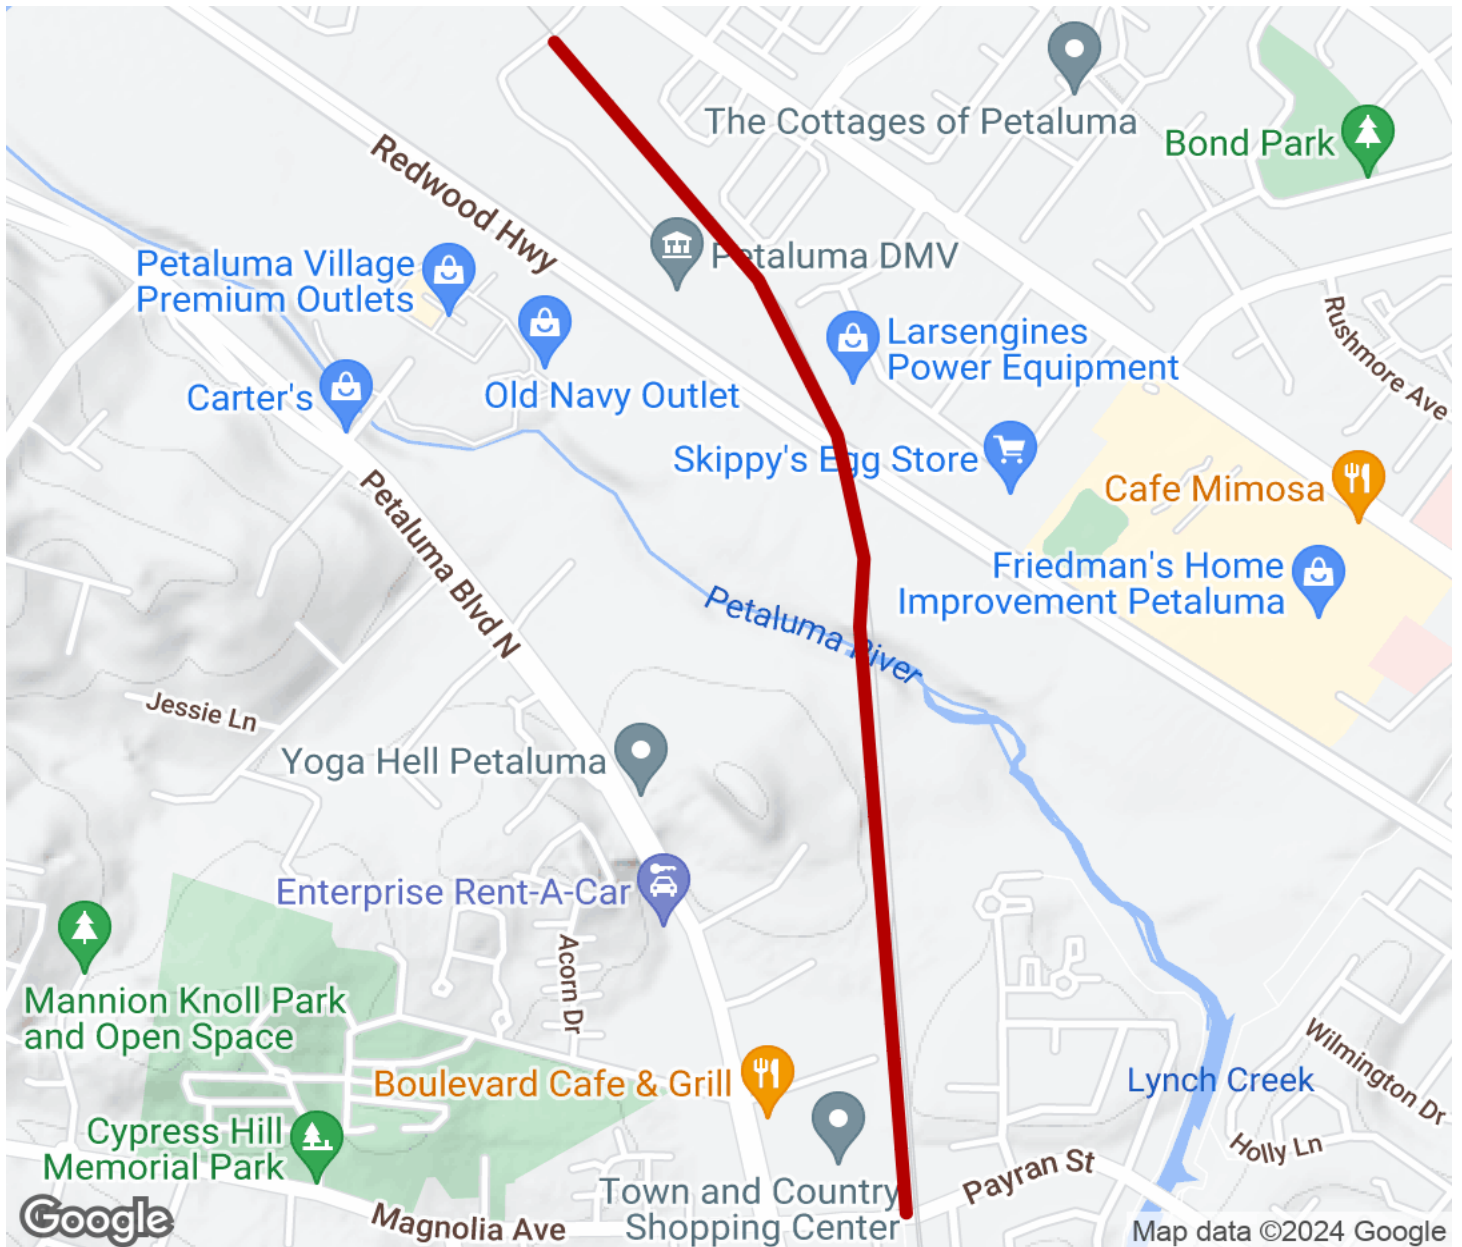 The Cottages of Petaluma
Bond Park
Redwood Hwy
Petaluma DMV
Petaluma Village
Premium Outlets
Larsengines
Power Equipment
Rushmore Ave
Carter's
Old Navy Outlet
Skippy's Egg Store
Cafe Mimosa
Petaluma Blvd N
Friedman's Home
Improvement Petaluma
Petaluma River
Jessie Ln
Yoga Hell Petaluma
Enterprise Rent-A-Car
Acorn Dr
Mannion Knoll Park
and Open Space
Wilmington Dr
Boulevard Cafe & Grill
Lynch Creek
Cypress Hill
Memorial Park
Holly Ln
Payran St
Town and Country
Shopping Center
Magnolia Ave
Google
Map data ©2024 Google